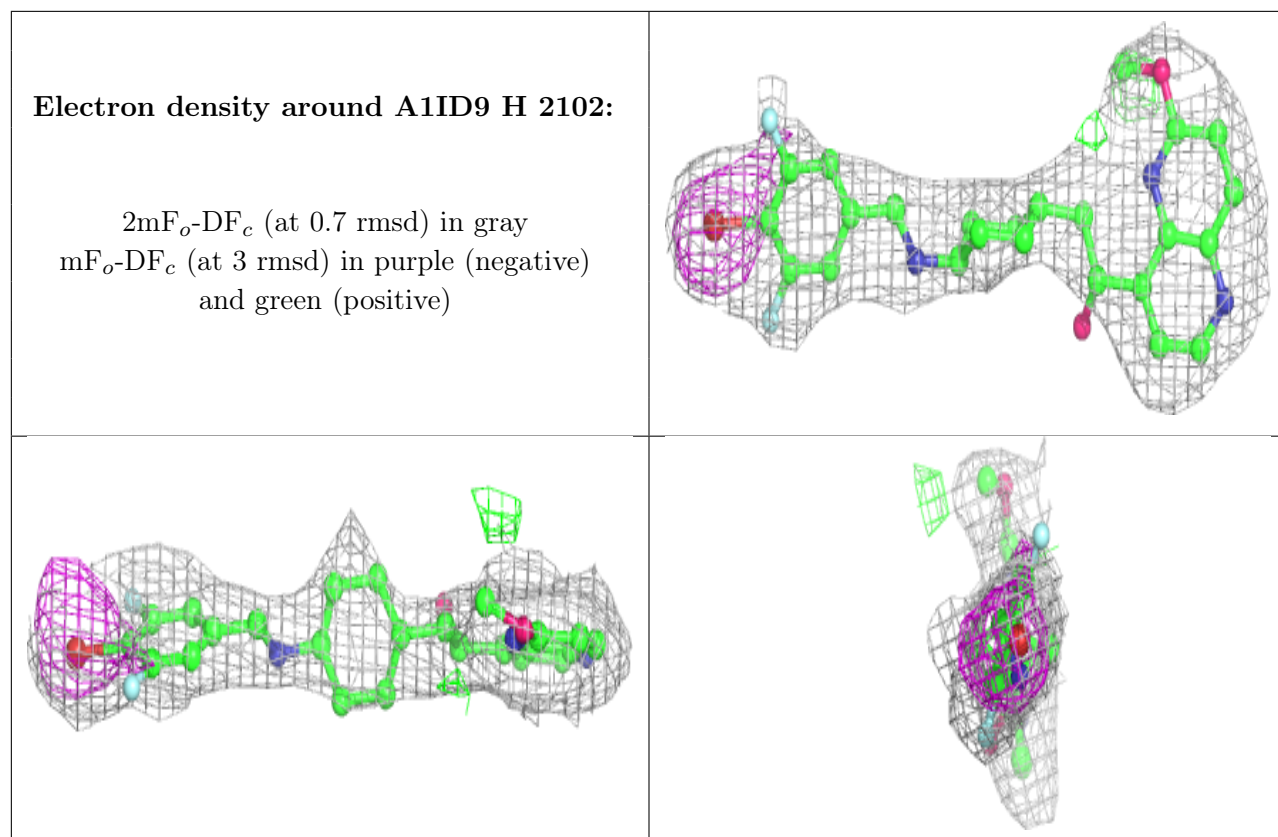 Electron density around A1ID9 H 2102:
2mFₒ-DF𝒸 (at 0.7 rmsd) in gray
mFₒ-DF𝒸 (at 3 rmsd) in purple (negative)
and green (positive)